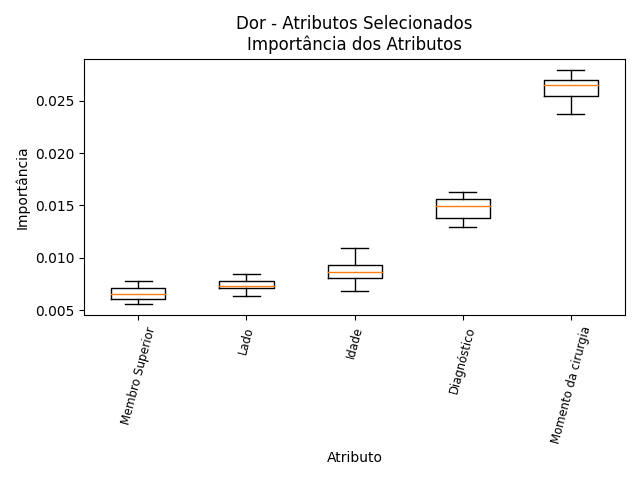 Dor - Atributos Selecionados
Importância dos Atributos
Importância
0.025
0.020
0.015
0.010
0.005
Membro Superior
Lado
Idade
Diagnóstico
Momento da cirurgia
Atributo